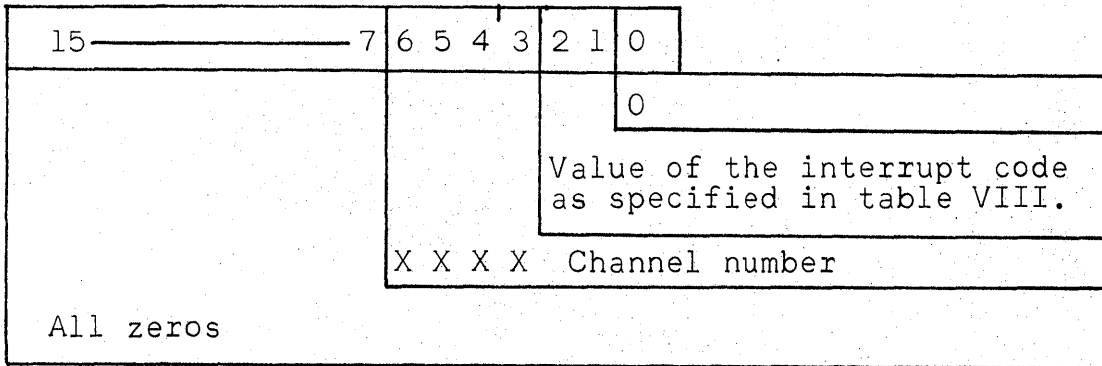 15 7 6 5 4 3 2 1 0
0
Value of the interrupt code
as specified in table VIII.
X X X X Channel number
All zeros